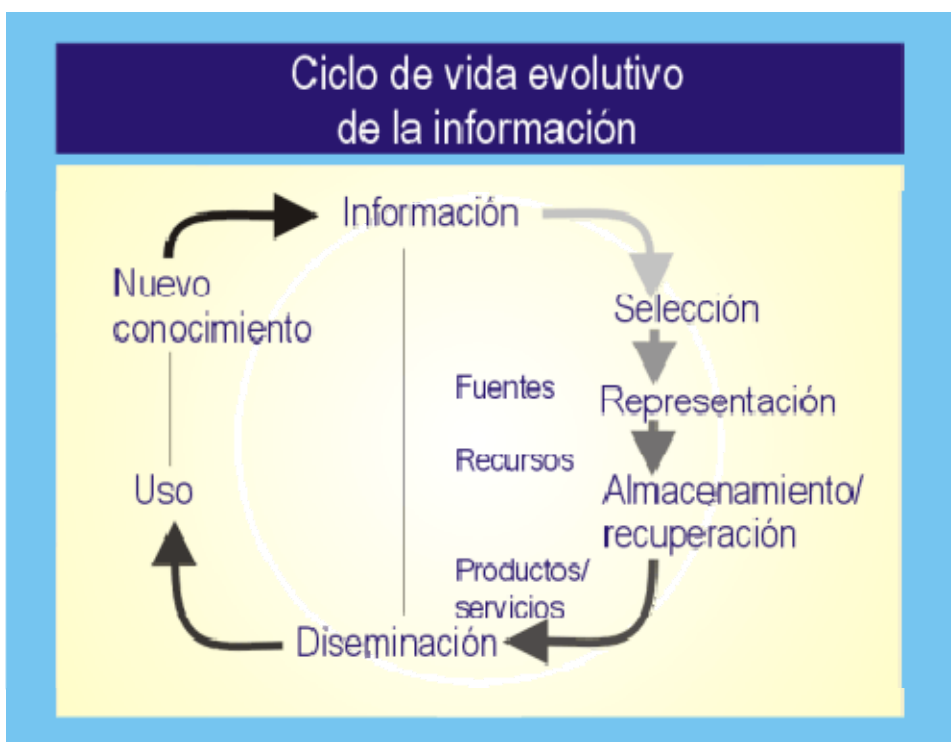 Ciclo de vida evolutivo
de la información
Información
Nuevo
conocimiento
Selección
Fuentes
Representación
Recursos
Uso
Almacenamiento/
recuperación
Productos/
servicios
Diseminación